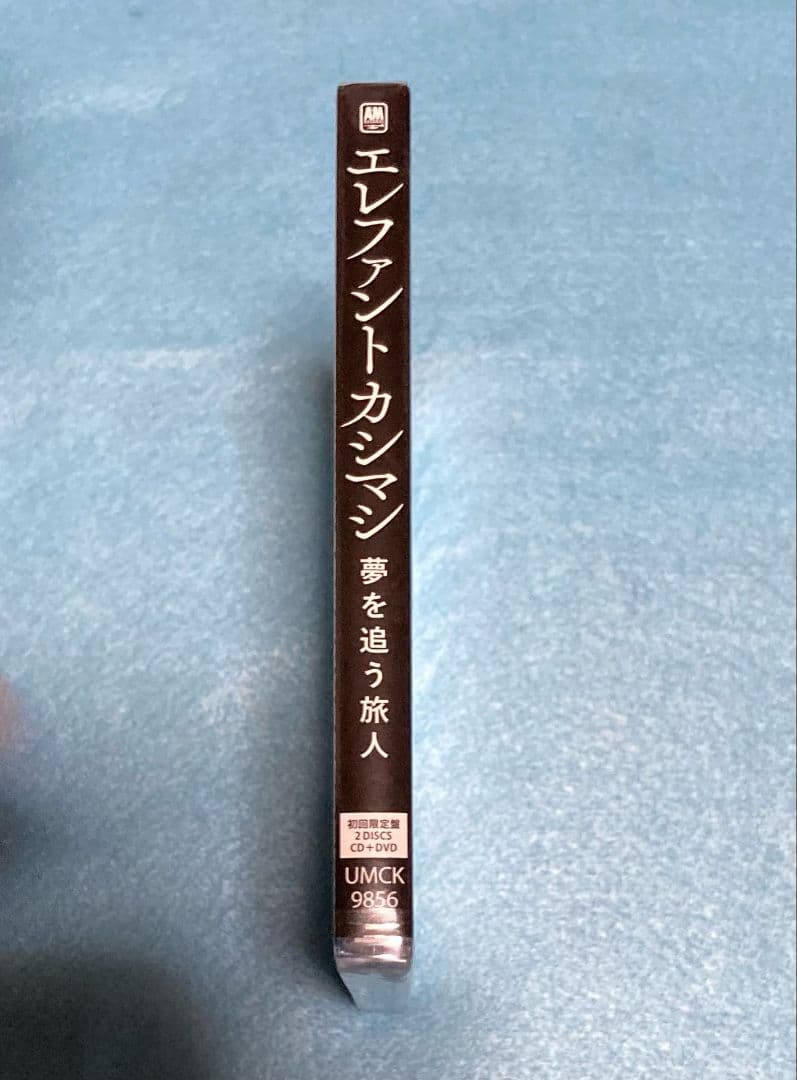 AM
エレファントカシマシ
夢を追う旅人
初回限定盤
2 DISCS
CD+DVD
UMCK
9856